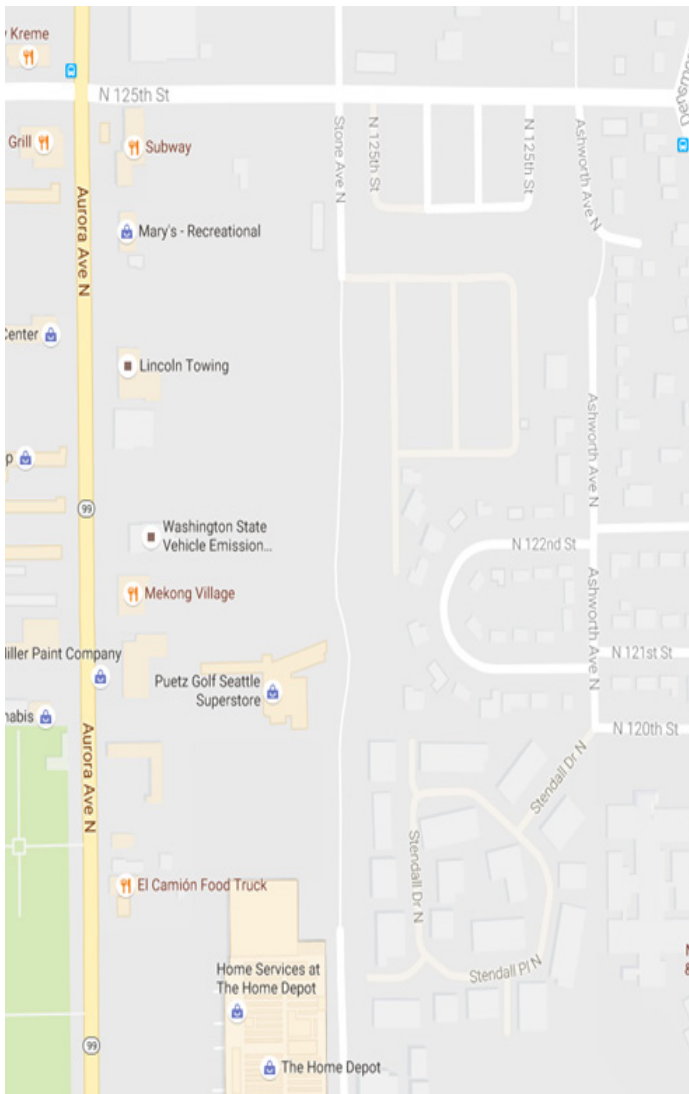 Kreme
N 125th St
Grill
Subway
Stone Ave N
N 125th St
N 125th St
Ashworth Ave N
Aurora Ave N
Mary's - Recreational
Center
Lincoln Towing
Ashworth Ave N
99
Washington State
Vehicle Emission...
N 122nd St
Mekong Village
Ashworth Ave N
iller Paint Company
N 121st St
Puetz Golf Seattle
Superstore
nabis
N 120th St
Aurora Ave N
Stendall Dr N
Stendall Dr N
El Camión Food Truck
Stendall Pl N
Home Services at
The Home Depot
99
The Home Depot